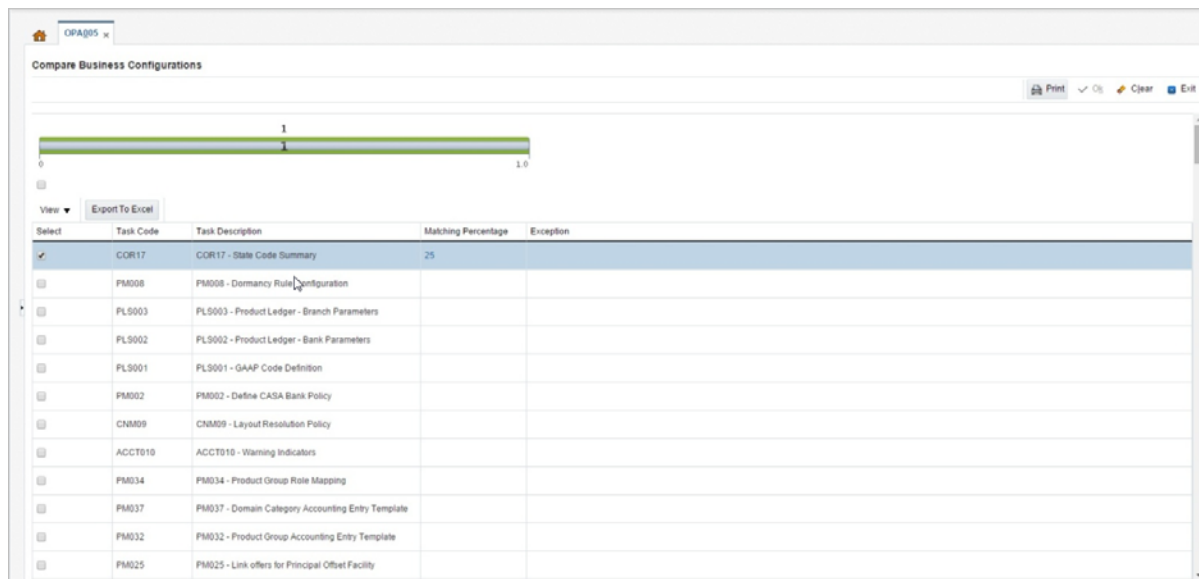 OPA005 ×
Compare Business Configurations
Print Ok Clear Exit
1
1
0 1.0
View Export To Excel
Select Task Code Task Description Matching Percentage Exception
COR17 COR17 - State Code Summary 25
PM008 PM008 - Dormancy Rule Configuration
PLS003 PLS003 - Product Ledger - Branch Parameters
PLS002 PLS002 - Product Ledger - Bank Parameters
PLS001 PLS001 - GAAP Code Definition
PM002 PM002 - Define CASA Bank Policy
CNM09 CNM09 - Layout Resolution Policy
ACCT010 ACCT010 - Warning Indicators
PM034 PM034 - Product Group Role Mapping
PM037 PM037 - Domain Category Accounting Entry Template
PM032 PM032 - Product Group Accounting Entry Template
PM025 PM025 - Link offers for Principal Offset Facility